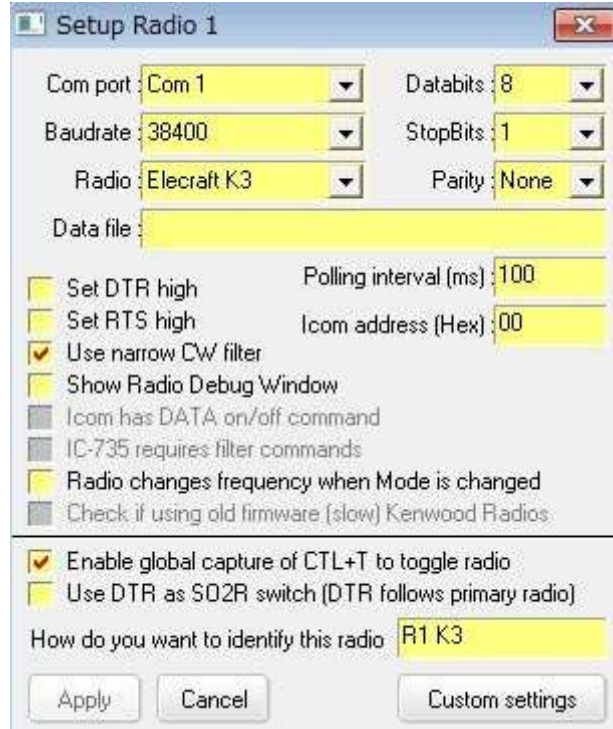 Setup Radio 1
Com port : Com 1 Databits : 8
Baudrate : 38400 StopBits : 1
Radio : Elecraft K3 Parity : None
Data file :
Polling interval (ms) : 100
Set DTR high
Set RTS high Icom address (Hex) : 00
Use narrow CW filter
Show Radio Debug Window
Icom has DATA on/off command
IC-735 requires filter commands
Radio changes frequency when Mode is changed
Check if using old firmware (slow) Kenwood Radios
Enable global capture of CTL+T to toggle radio
Use DTR as SO2R switch (DTR follows primary radio)
How do you want to identify this radio R1 K3
Apply Cancel Custom settings